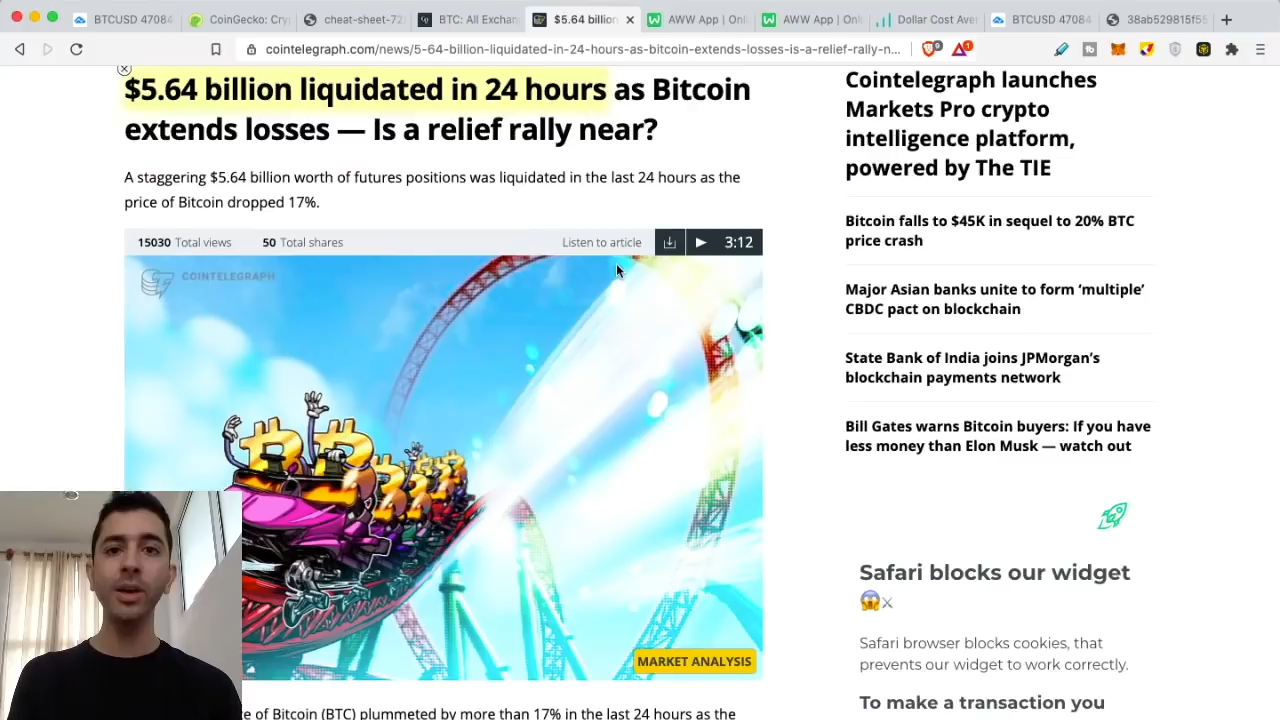 BTCUSD 47084
CoinGecko: Cry
cheat-sheet-72
BTC: All Exchan
$5.64 billion
AWW App | Onl
AWW App | Onl
Dollar Cost Ave
BTCUSD 47084
38ab529815f55
cointelegraph.com/news/5-64-billion-liquidated-in-24-hours-as-bitcoin-extends-losses-is-a-relief-rally-n...
9
1
$5.64 billion liquidated in 24 hours as Bitcoin
extends losses — Is a relief rally near?
A staggering $5.64 billion worth of futures positions was liquidated in the last 24 hours as the
price of Bitcoin dropped 17%.
15030 Total views
50 Total shares
Listen to article
3:12
COINTELEGRAPH
MARKET ANALYSIS
e of Bitcoin (BTC) plummeted by more than 17% in the last 24 hours as the
Cointelegraph launches
Markets Pro crypto
intelligence platform,
powered by The TIE
Bitcoin falls to $45K in sequel to 20% BTC
price crash
Major Asian banks unite to form ‘multiple’
CBDC pact on blockchain
State Bank of India joins JPMorgan’s
blockchain payments network
Bill Gates warns Bitcoin buyers: If you have
less money than Elon Musk — watch out
Safari blocks our widget
Safari browser blocks cookies, that
prevents our widget to work correctly.
To make a transaction you